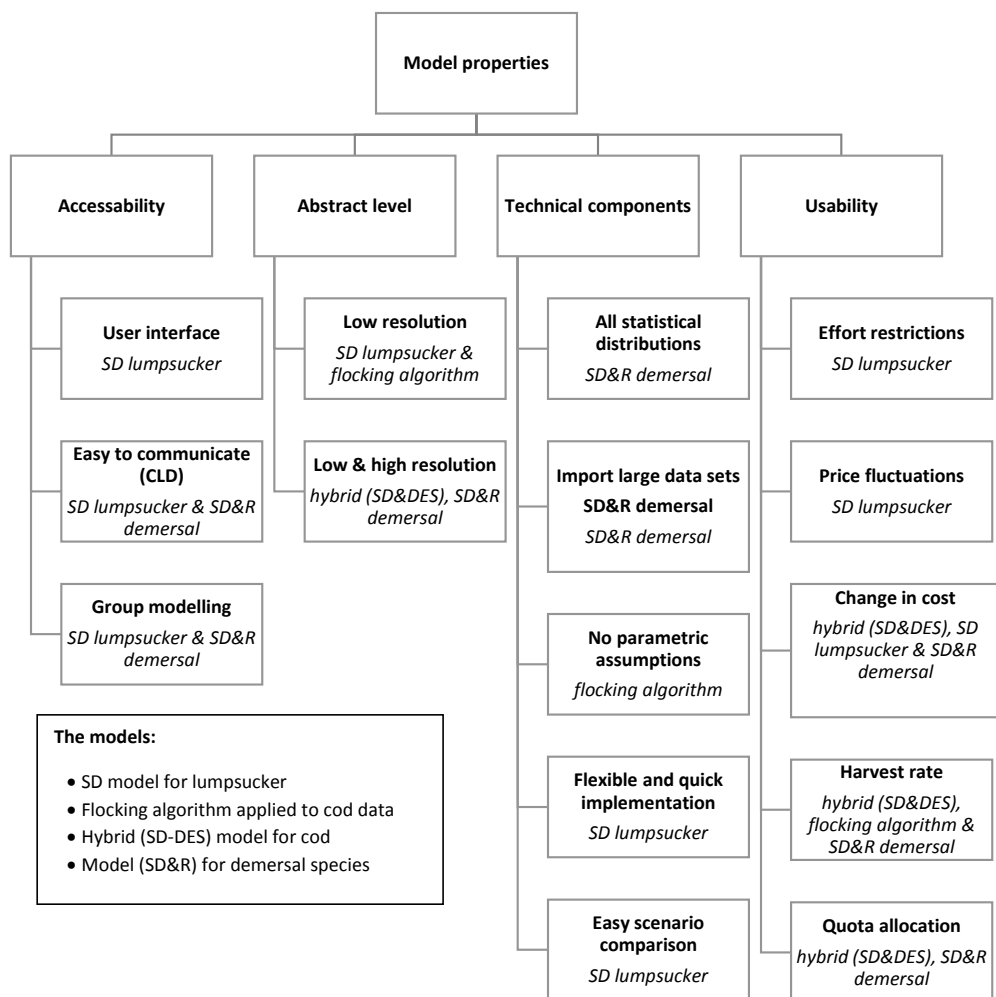 Model properties
Accessability
Abstract level
Technical components
Usability
User interface
SD lumpsucker
Easy to communicate
(CLD)
SD lumpsucker & SD&R
demersal
Group modelling
SD lumpsucker & SD&R
demersal
Low resolution
SD lumpsucker &
flocking algorithm
Low & high resolution
hybrid (SD&DES), SD&R
demersal
All statistical
distributions
SD&R demersal
Import large data sets
SD&R demersal
SD&R demersal
No parametric
assumptions
flocking algorithm
Flexible and quick
implementation
SD lumpsucker
Easy scenario
comparison
SD lumpsucker
Effort restrictions
SD lumpsucker
Price fluctuations
SD lumpsucker
Change in cost
hybrid (SD&DES), SD
lumpsucker & SD&R
demersal
Harvest rate
hybrid (SD&DES),
flocking algorithm &
SD&R demersal
Quota allocation
hybrid (SD&DES), SD&R
demersal
The models:
• SD model for lumpsucker
• Flocking algorithm applied to cod data
• Hybrid (SD-DES) model for cod
• Model (SD&R) for demersal species